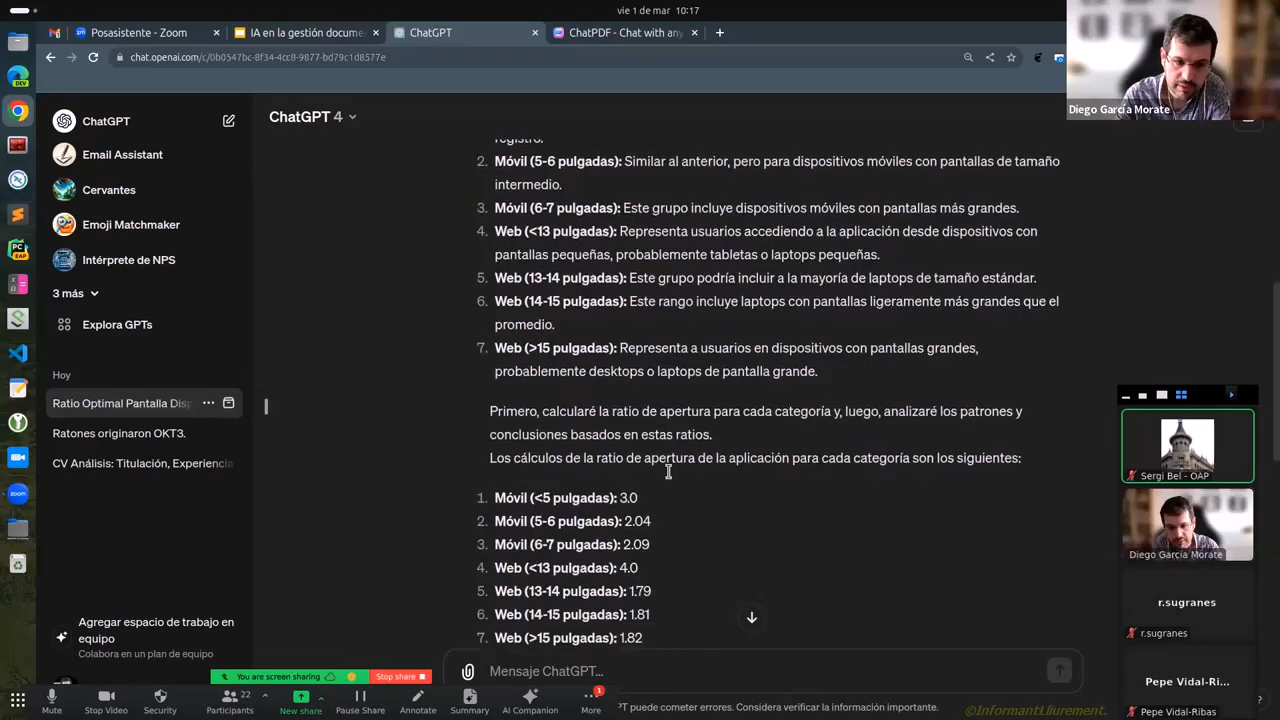 vie 1 de mar 10:17
Posasistente - Zoom
IA en la gestión docume
ChatGPT
ChatPDF - Chat with any
chat.openai.com/c/0b0547bc-8f34-4cc8-9877-bd79c1d8577e
Diego García Morate
ChatGPT
Email Assistant
Cervantes
Emoji Matchmaker
Intérprete de NPS
3 más
Explora GPTs
Hoy
Ratio Optimal Pantalla Disp
Ratones originaron OKT3.
CV Análisis: Titulación, Experiencia
Agregar espacio de trabajo en
equipo
Colabora en un plan de equipo
ChatGPT 4
registro.
2. Móvil (5-6 pulgadas): Similar al anterior, pero para dispositivos móviles con pantallas de tamaño
intermedio.
3. Móvil (6-7 pulgadas): Este grupo incluye dispositivos móviles con pantallas más grandes.
4. Web (<13 pulgadas): Representa usuarios accediendo a la aplicación desde dispositivos con
pantallas pequeñas, probablemente tabletas o laptops pequeñas.
5. Web (13-14 pulgadas): Este grupo podría incluir a la mayoría de laptops de tamaño estándar.
6. Web (14-15 pulgadas): Este rango incluye laptops con pantallas ligeramente más grandes que el
promedio.
7. Web (>15 pulgadas): Representa a usuarios en dispositivos con pantallas grandes,
probablemente desktops o laptops de pantalla grande.
Primero, calcularé la ratio de apertura para cada categoría y, luego, analizaré los patrones y
conclusiones basados en estas ratios.
Los cálculos de la ratio de apertura de la aplicación para cada categoría son los siguientes:
1. Móvil (<5 pulgadas): 3.0
2. Móvil (5-6 pulgadas): 2.04
3. Móvil (6-7 pulgadas): 2.09
4. Web (<13 pulgadas): 4.0
5. Web (13-14 pulgadas): 1.79
6. Web (14-15 pulgadas): 1.81
7. Web (>15 pulgadas): 1.82
Mensaje ChatGPT...
PT puede cometer errores. Considera verificar la información importante.
Sergi Bel - OAP
Diego García Morate
r.sugranes
r.sugranes
Pepe Vidal-Ri...
Pepe Vidal-Ribas
You are screen sharing
Stop share
Mute
Stop Video
Security
22
Participants
New share
Pause Share
Annotate
Summary
AI Companion
1
More
©InformantLliurement.
DEV
PC
EAP
zoom